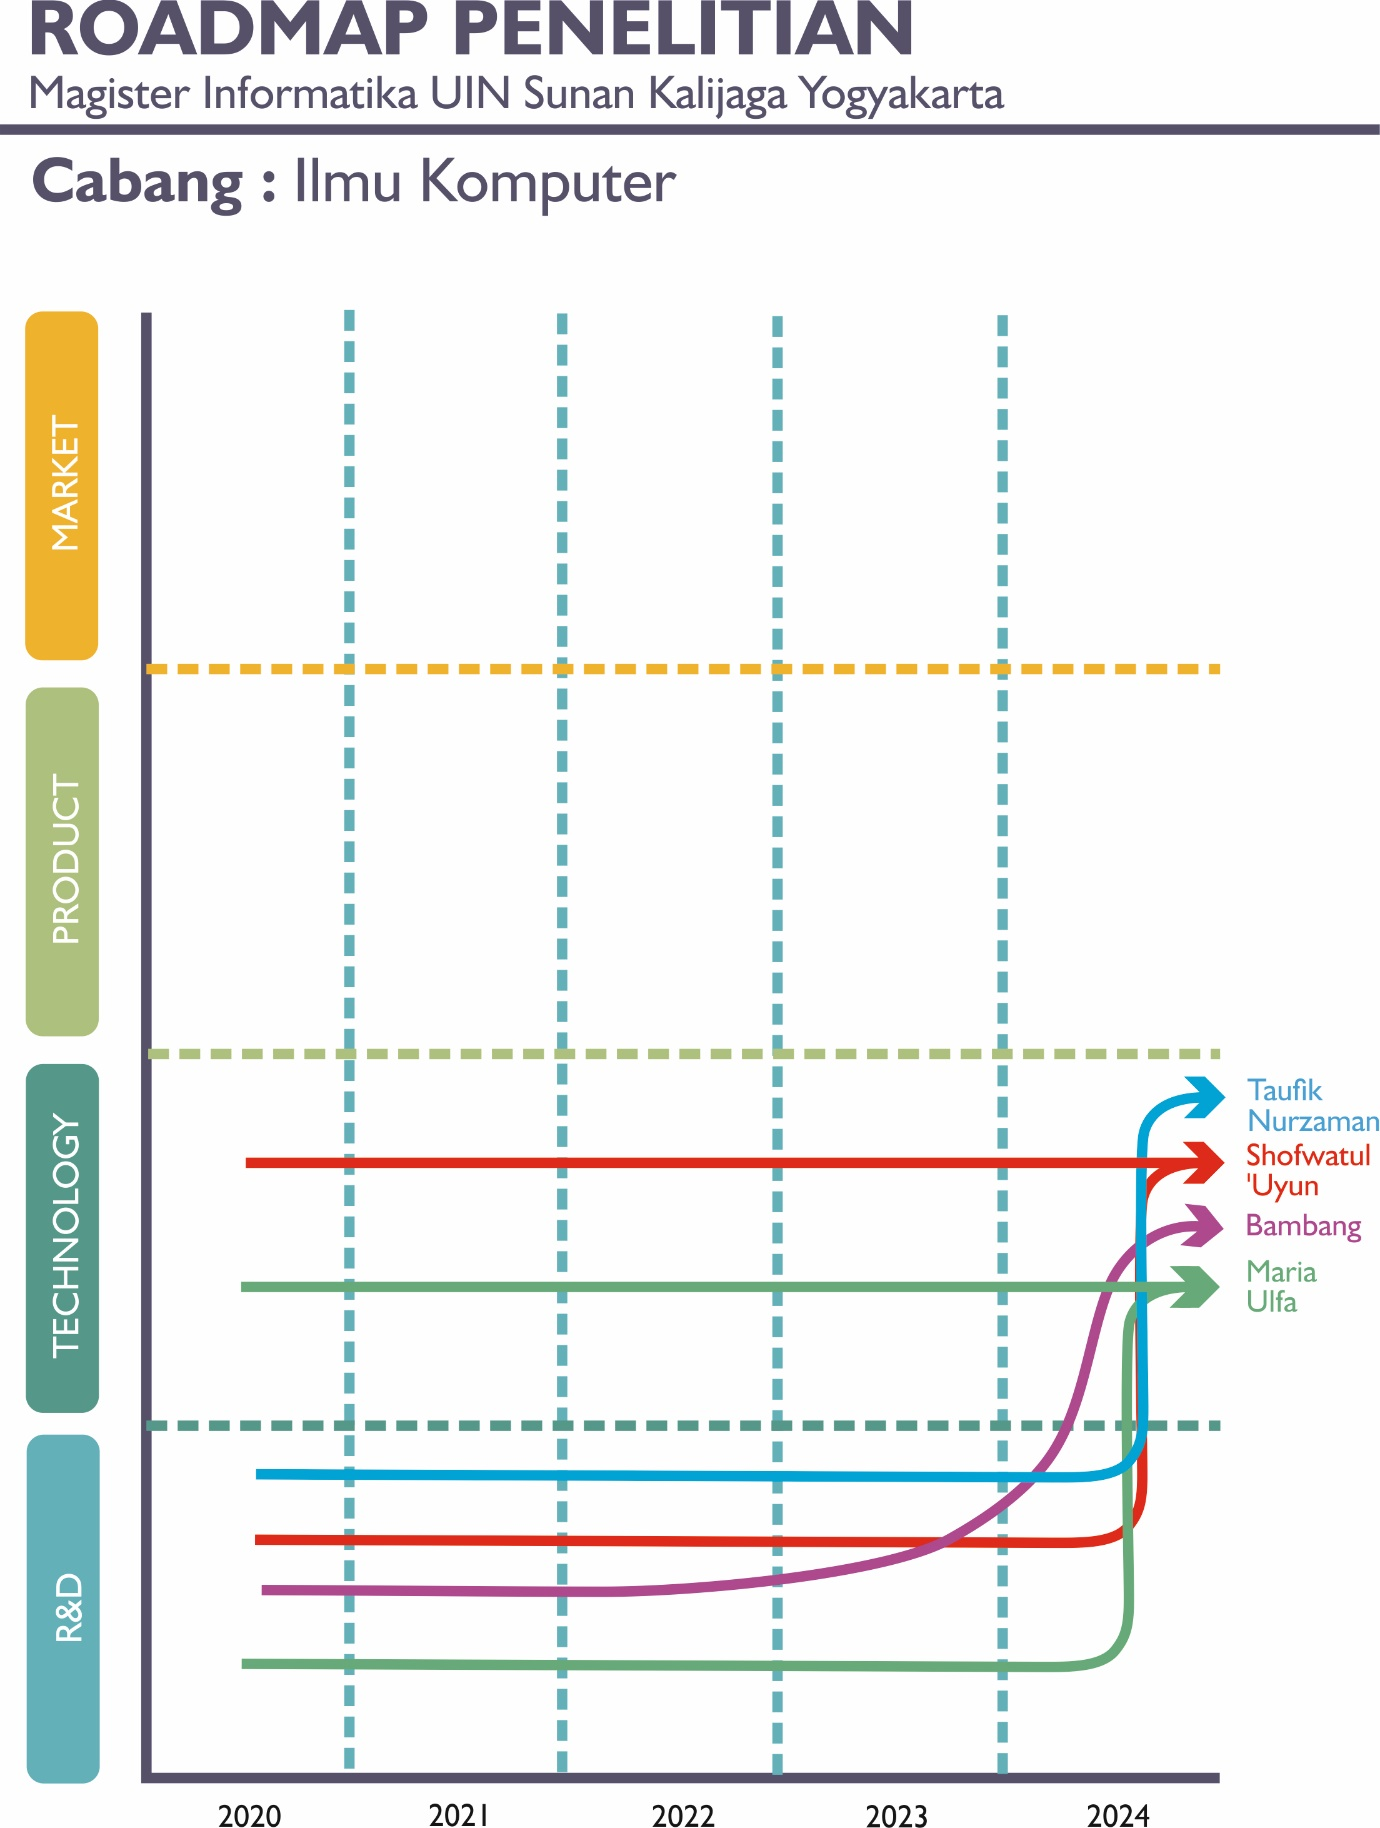 ROADMAP PENELITIAN
Magister Informatika UIN Sunan Kalijaga Yogyakarta
Cabang : Ilmu Komputer
MARKET
PRODUCT
TECHNOLOGY
R&D
Taufik
Nurzaman
Shofwatul
'Uyun
Bambang
Maria
Ulfa
2020 2021 2022 2023 2024